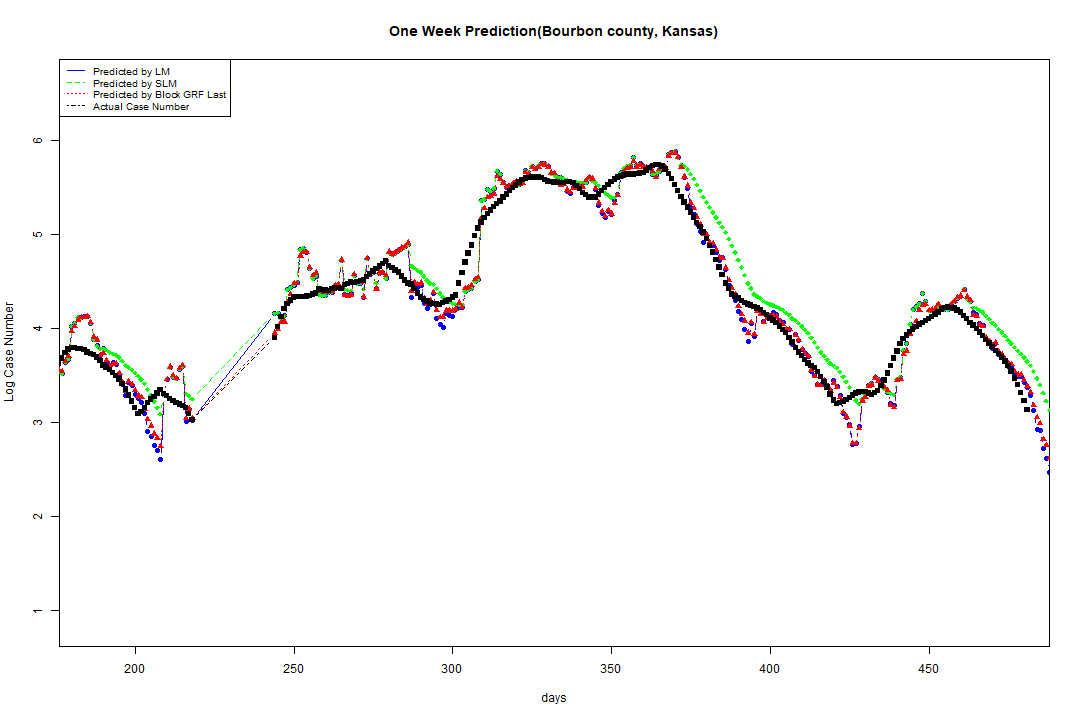 One Week Prediction(Bourbon county, Kansas)
Predicted by LM
Predicted by SLM
Predicted by Block GRF Last
Actual Case Number
6
5
4
3
2
1
Log Case Number
200 250 300 350 400 450
days